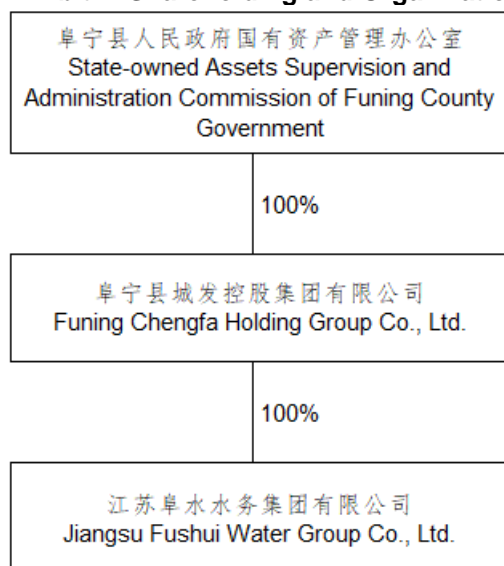 阜宁县人民政府国有资产管理办公室
State-owned Assets Supervision and
Administration Commission of Funing County
Government
100%
阜宁县城发控股集团有限公司
Funing Chengfa Holding Group Co., Ltd.
100%
江苏阜水水务集团有限公司
Jiangsu Fushui Water Group Co., Ltd.